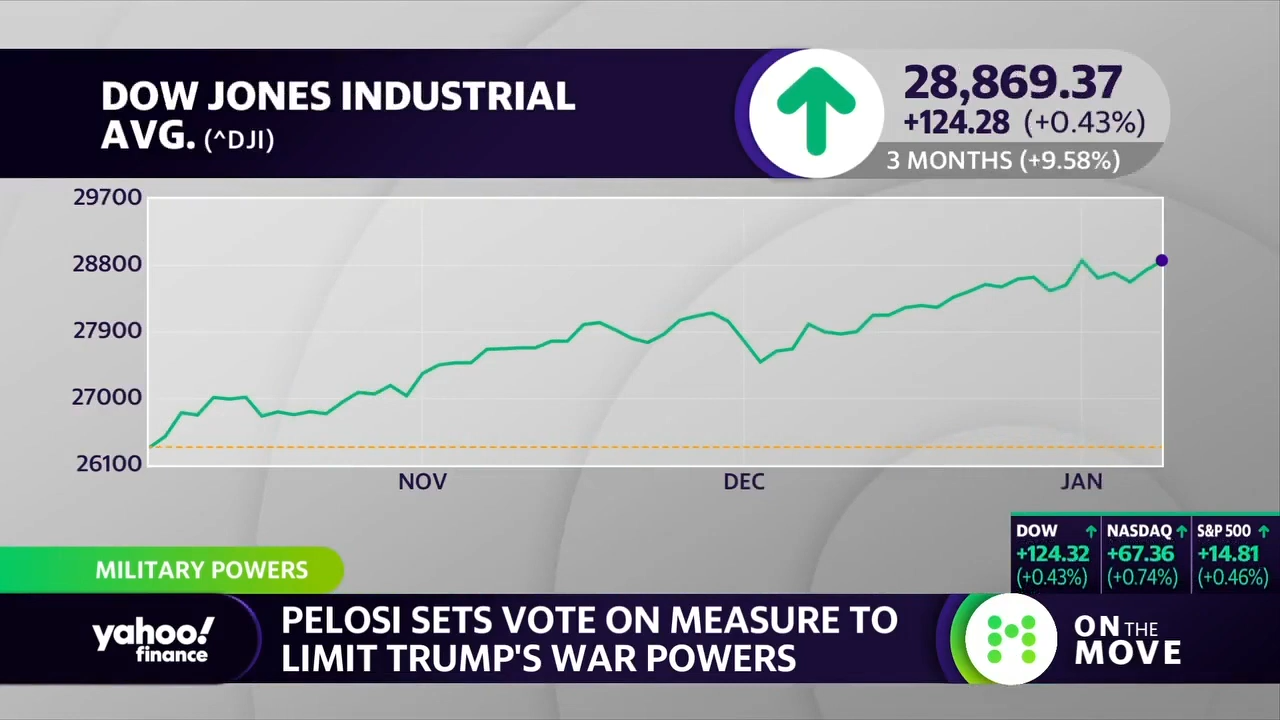 DOW JONES INDUSTRIAL
AVG. (^DJI)
28,869.37
+124.28 (+0.43%)
3 MONTHS (+9.58%)
29700
28800
27900
27000
26100
NOV DEC JAN
DOW NASDAQ S&P 500
+124.32 +67.36 +14.81
(+0.43%) (+0.74%) (+0.46%)
MILITARY POWERS
yahoo!
finance
PELOSI SETS VOTE ON MEASURE TO
LIMIT TRUMP'S WAR POWERS
ON THE
MOVE